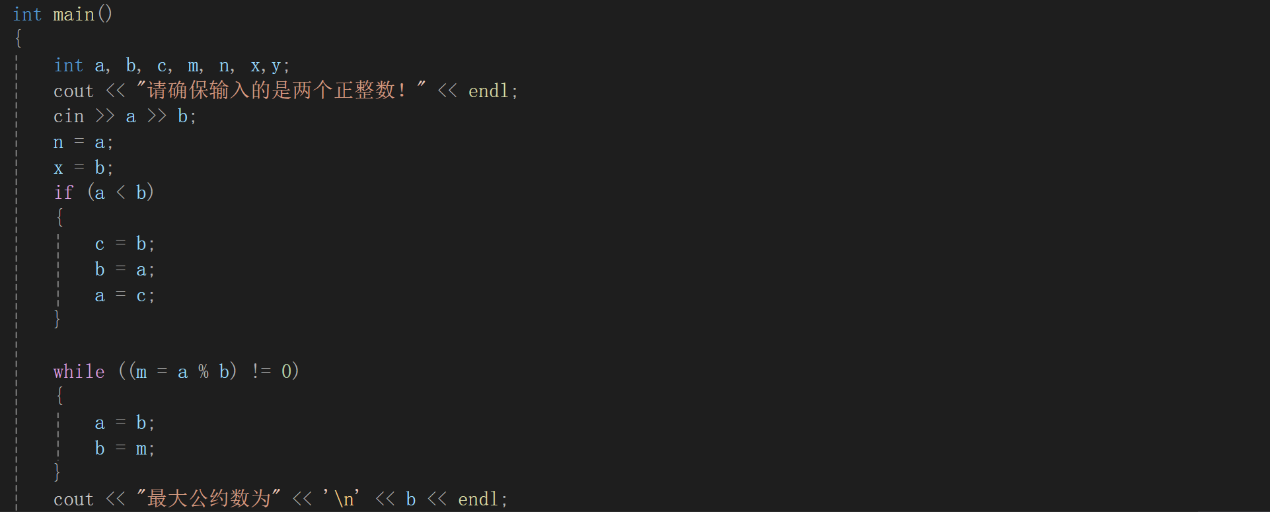 int main()
{
int a, b, c, m, n, x,y;
cout << "请确保输入的是两个正整数！" << endl;
cin >> a >> b;
n = a;
x = b;
if (a < b)
{
c = b;
b = a;
a = c;
}
while ((m = a % b) != 0)
{
a = b;
b = m;
}
cout << "最大公约数为" << '\n' << b << endl;